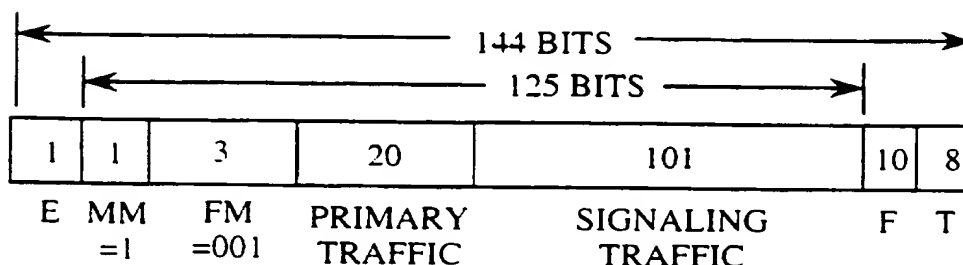 144 BITS
125 BITS
1 1 3 20 101 10 8
E MM =1 FM =001 PRIMARY TRAFFIC SIGNALING TRAFFIC F T